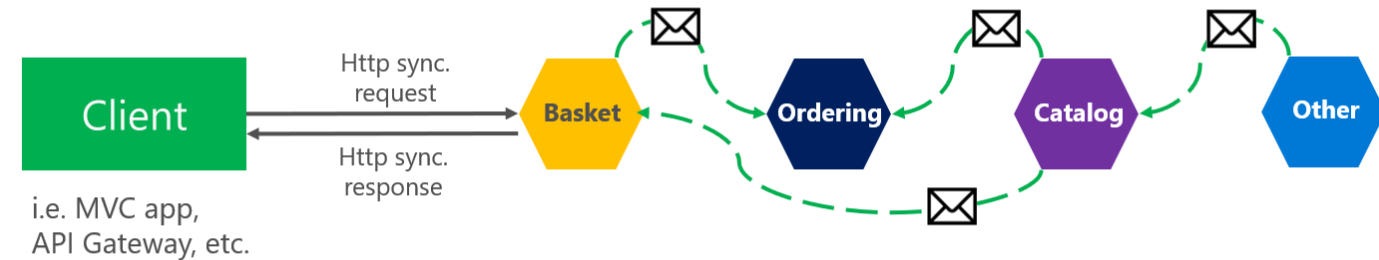 Client
i.e. MVC app,
API Gateway, etc.
Http sync.
request
Http sync.
response
Basket
Ordering
Catalog
Other